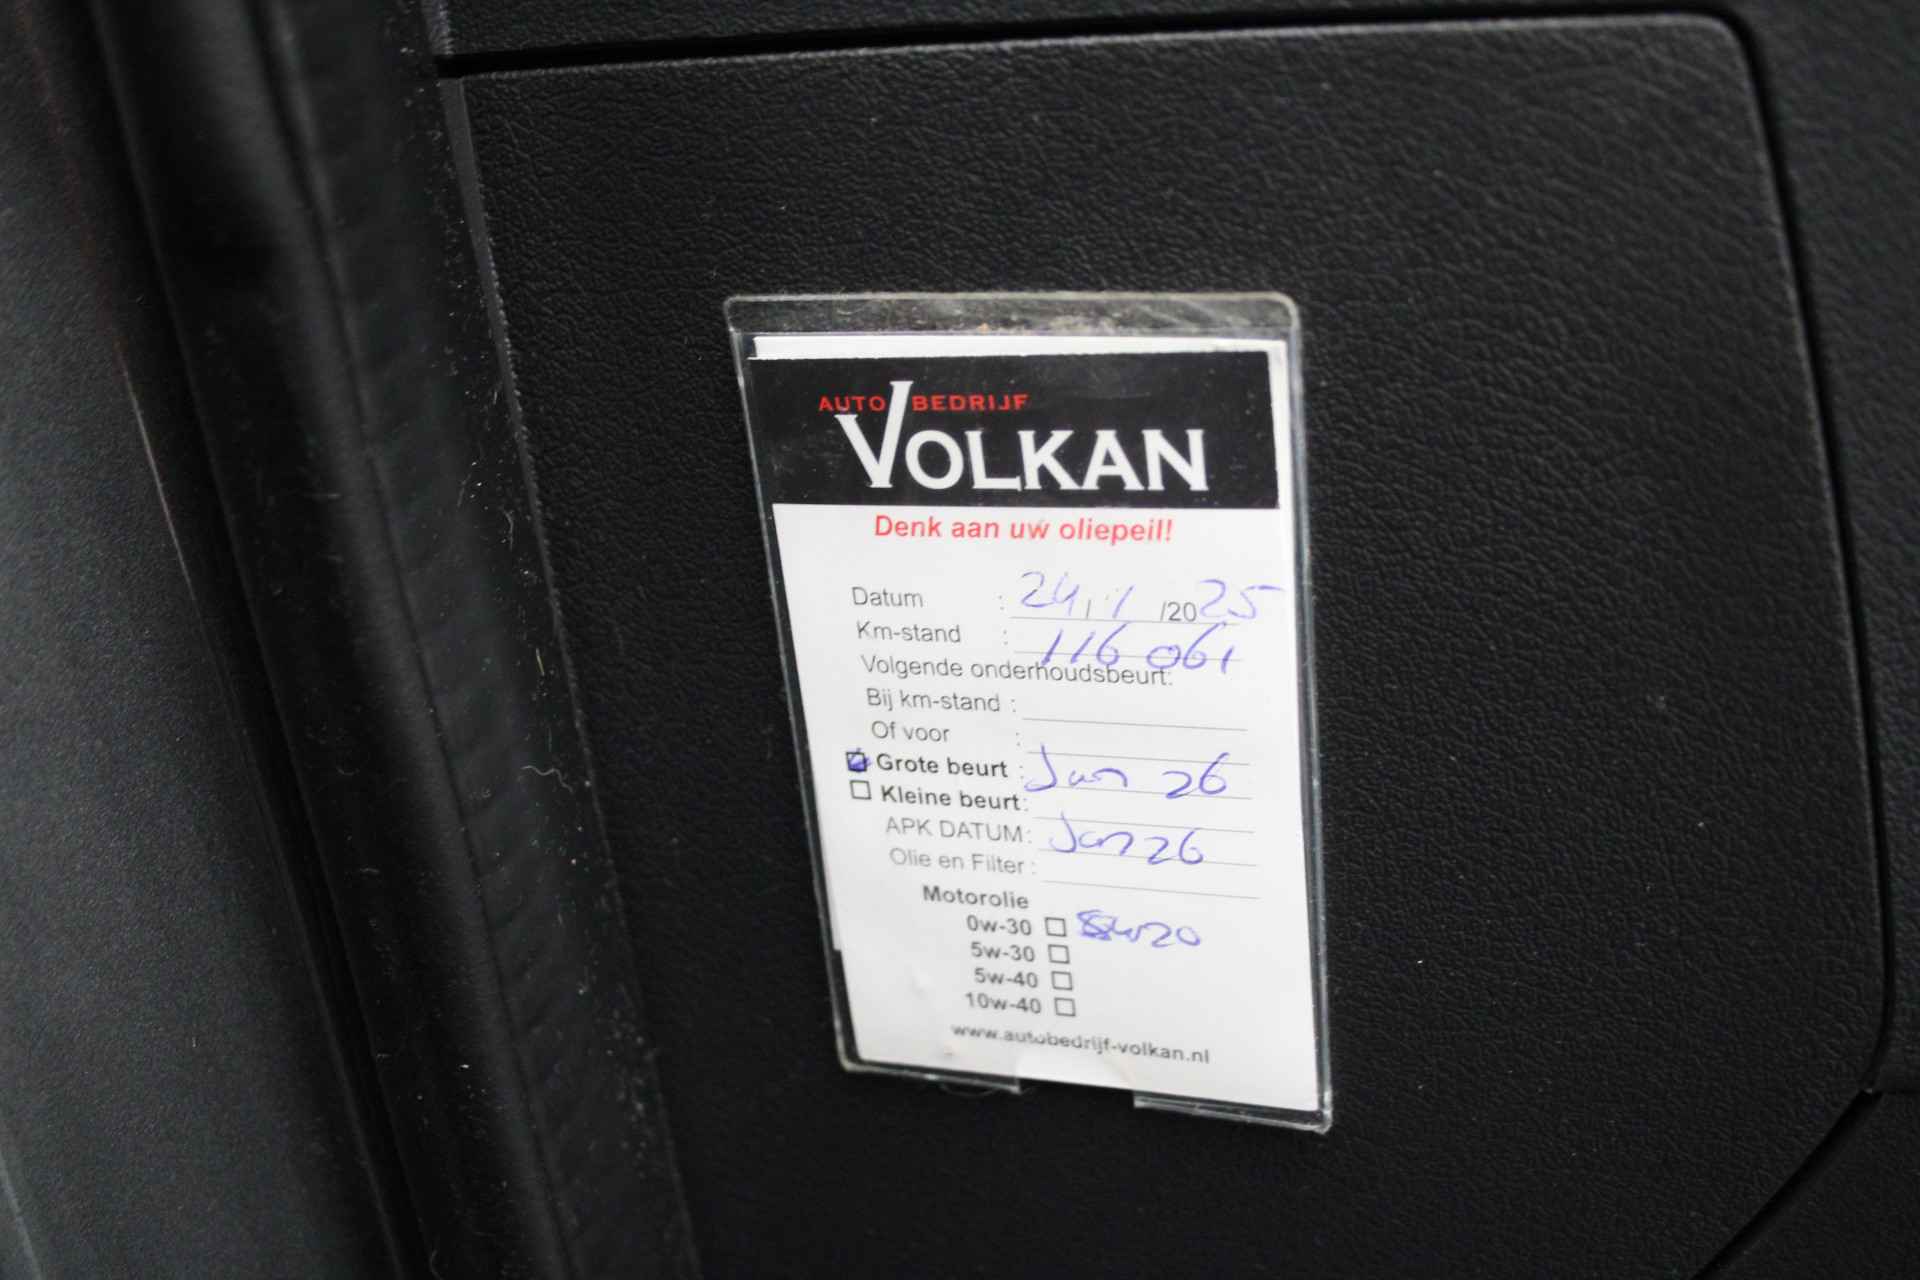 AUTO BEDRIJF
VOLKAN
Denk aan uw oliepeil!
Datum : 24 / 1 /2025
Km-stand : 116 061
Volgende onderhoudsbeurt:
Bij km-stand :
Of voor :
Grote beurt : Jan 26
Kleine beurt:
APK DATUM: Jan 26
Olie en Filter :
Motorolie
0w-30
5w-30
5w-40
10w-40
www.autobedrijf-volkan.nl